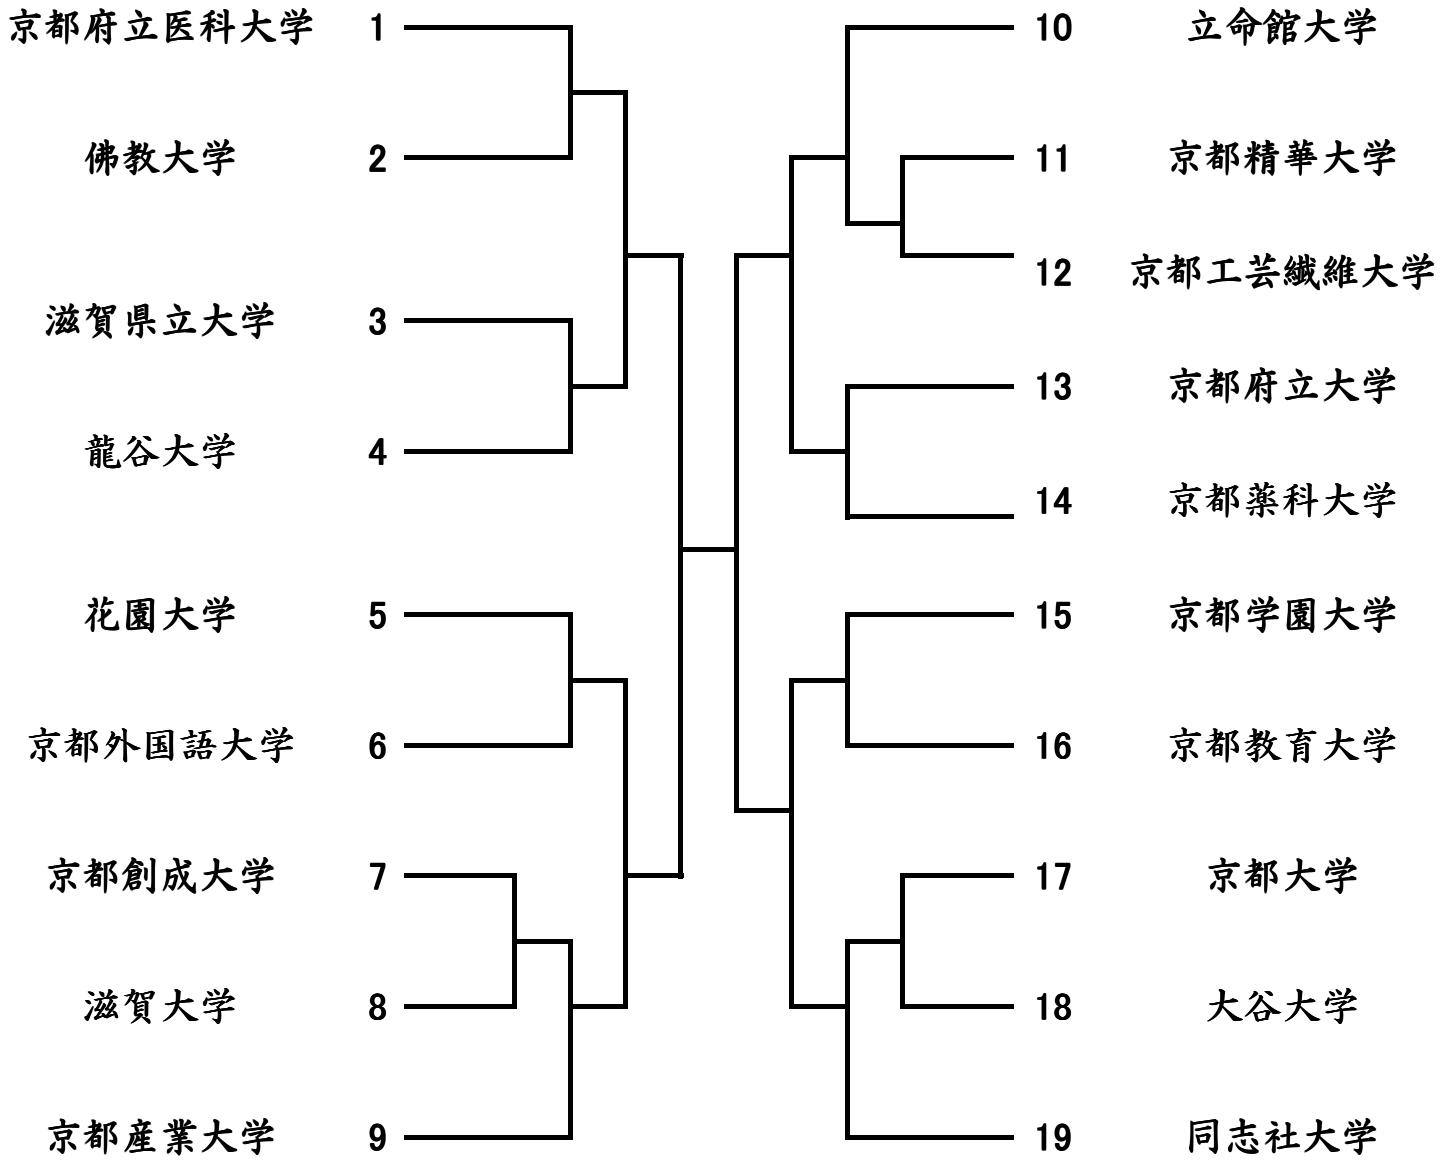 京都府立医科大学 1
佛教大学 2
滋賀県立大学 3
龍谷大学 4
花園大学 5
京都外国語大学 6
京都創成大学 7
滋賀大学 8
京都産業大学 9
10 立命館大学
11 京都精華大学
12 京都工芸繊維大学
13 京都府立大学
14 京都薬科大学
15 京都学園大学
16 京都教育大学
17 京都大学
18 大谷大学
19 同志社大学